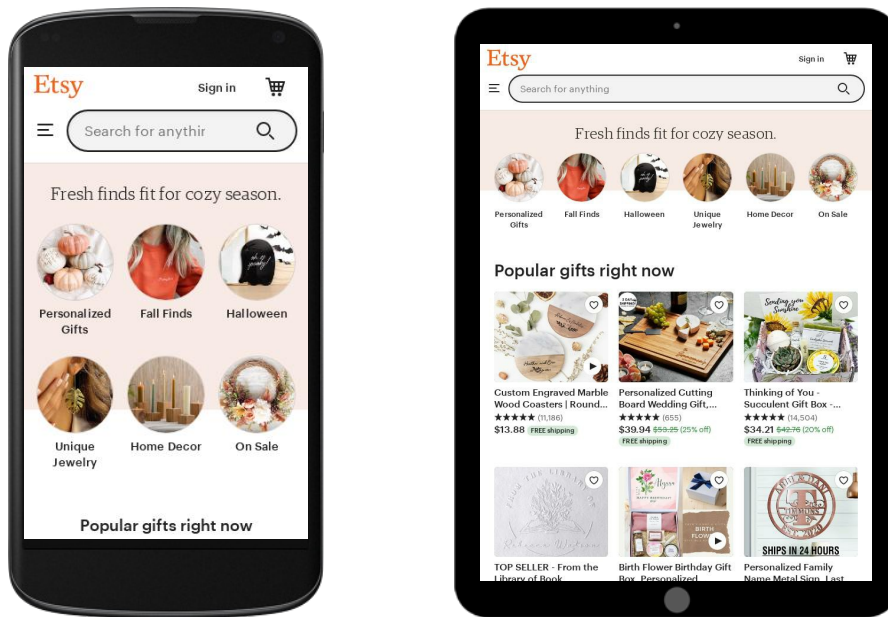 Etsy
Sign in
Search for anythir
Fresh finds fit for cozy season.
Personalized
Gifts
Fall Finds
Halloween
Unique
Jewelry
Home Decor
On Sale
Popular gifts right now
Etsy
Sign in
Search for anything
Fresh finds fit for cozy season.
Personalized
Gifts
Fall Finds
Halloween
Unique
Jewelry
Home Decor
On Sale
Popular gifts right now
Custom Engraved Marble
Wood Coasters | Round...
★★★★★ (11,186)
$13.88 FREE shipping
Personalized Cutting
Board Wedding Gift,...
★★★★★ (655)
$39.94 $53.25 (25% off)
FREE shipping
Sending you
Sunshine
Thinking of You -
Succulent Gift Box -...
★★★★★ (14,504)
$34.21 $42.76 (20% off)
FREE shipping
FROM THE LIBRARY OF
TOP SELLER - From the
Library of Book
BIRTH
FLOWER
Birth Flower Birthday Gift
Box, Personalized
EST. 2020
SHIPS IN 24 HOURS
Personalized Family
Name Metal Sign, Last